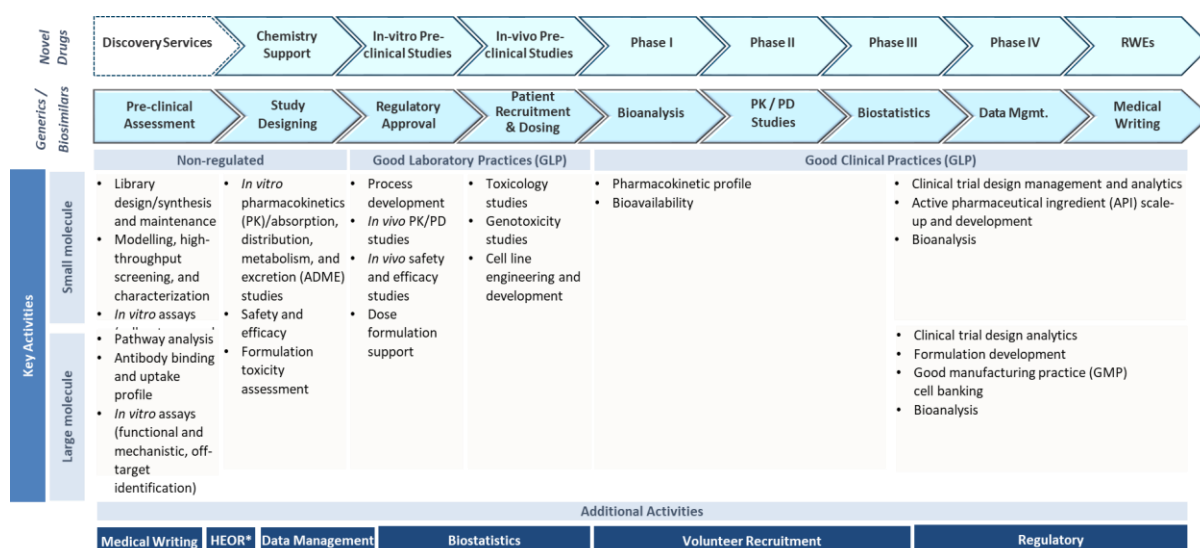 Novel
Drugs
Discovery Services
Chemistry
Support
In-vitro Pre-
clinical Studies
In-vivo Pre-
clinical Studies
Phase I
Phase II
Phase III
Phase IV
RWEs
Generics /
Biosimilars
Pre-clinical
Assessment
Study
Designing
Regulatory
Approval
Patient
Recruitment
& Dosing
Bioanalysis
PK / PD
Studies
Biostatistics
Data Mgmt.
Medical
Writing
Non-regulated
Good Laboratory Practices (GLP)
Good Clinical Practices (GLP)
Key Activities
Small molecule
• Library
design/synthesis
and maintenance
• Modelling, high-
throughput
screening, and
characterization
• In vitro assays
• In vitro
pharmacokinetics
(PK)/absorption,
distribution,
metabolism, and
excretion (ADME)
studies
• Safety and
efficacy
• Formulation
toxicity
assessment
• Process
development
• In vivo PK/PD
studies
• In vivo safety
and efficacy
studies
• Dose
formulation
support
• Toxicology
studies
• Genotoxicity
studies
• Cell line
engineering and
development
• Pharmacokinetic profile
• Bioavailability
• Clinical trial design management and analytics
• Active pharmaceutical ingredient (API) scale-
up and development
• Bioanalysis
Large molecule
• Pathway analysis
• Antibody binding
and uptake
profile
• In vitro assays
(functional and
mechanistic, off-
target
identification)
• Clinical trial design analytics
• Formulation development
• Good manufacturing practice (GMP)
cell banking
• Bioanalysis
Additional Activities
Medical Writing
HEOR*
Data Management
Biostatistics
Volunteer Recruitment
Regulatory